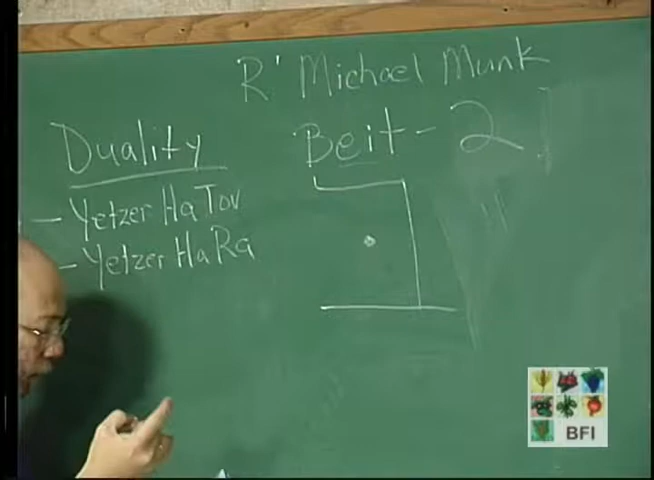 R' Michael Munk
Duality
Beit - 2
- Yetzer HaTov
- Yetzer HaRa
ב
BFI